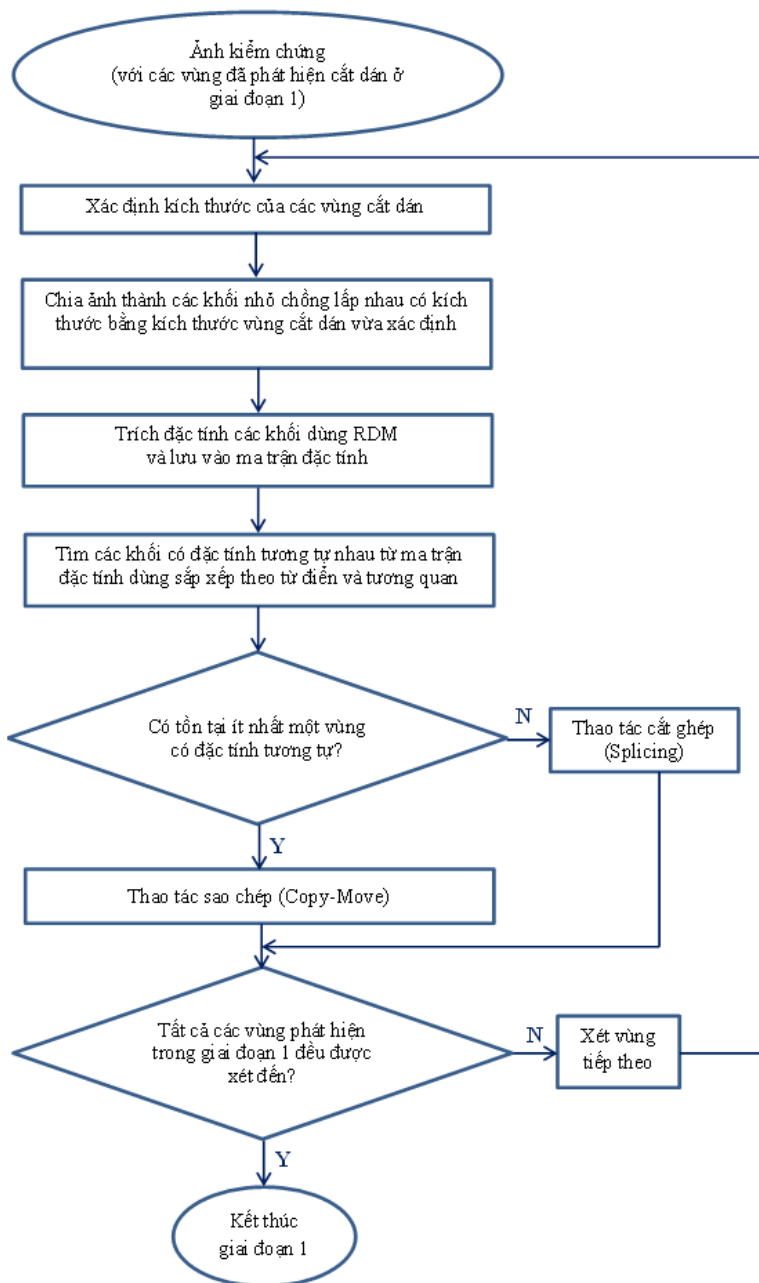 Ảnh kiểm chứng
(với các vùng đã phát hiện cắt dán ở
giai đoạn 1)
Xác định kích thước của các vùng cắt dán
Chia ảnh thành các khối nhỏ chồng lấp nhau có kích
thước bằng kích thước vùng cắt dán vừa xác định
Trích đặc tính các khối dùng RDM
và lưu vào ma trận đặc tính
Tìm các khối có đặc tính tương tự nhau từ ma trận
đặc tính dùng sắp xếp theo từ điển và tương quan
Có tồn tại ít nhất một vùng
có đặc tính tương tự?
N
Thao tác cắt ghép
(Splicing)
Y
Thao tác sao chép (Copy-Move)
Tất cả các vùng phát hiện
trong giai đoạn 1 đều được
xét đến?
N
Xét vùng
tiếp theo
Y
Kết thúc
giai đoạn 1